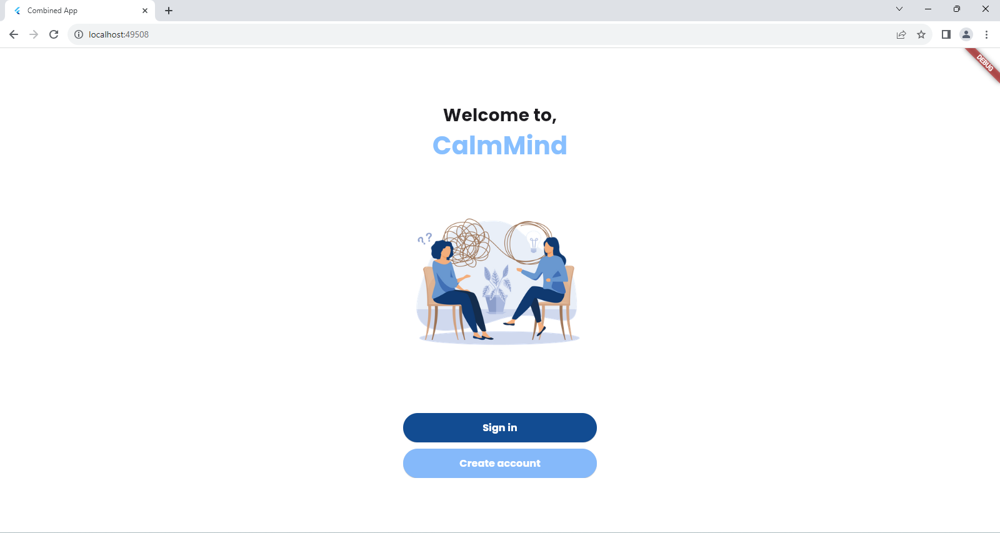 Combined App
localhost:49508
DEBUG
Welcome to,
CalmMind
??
Sign in
Create account